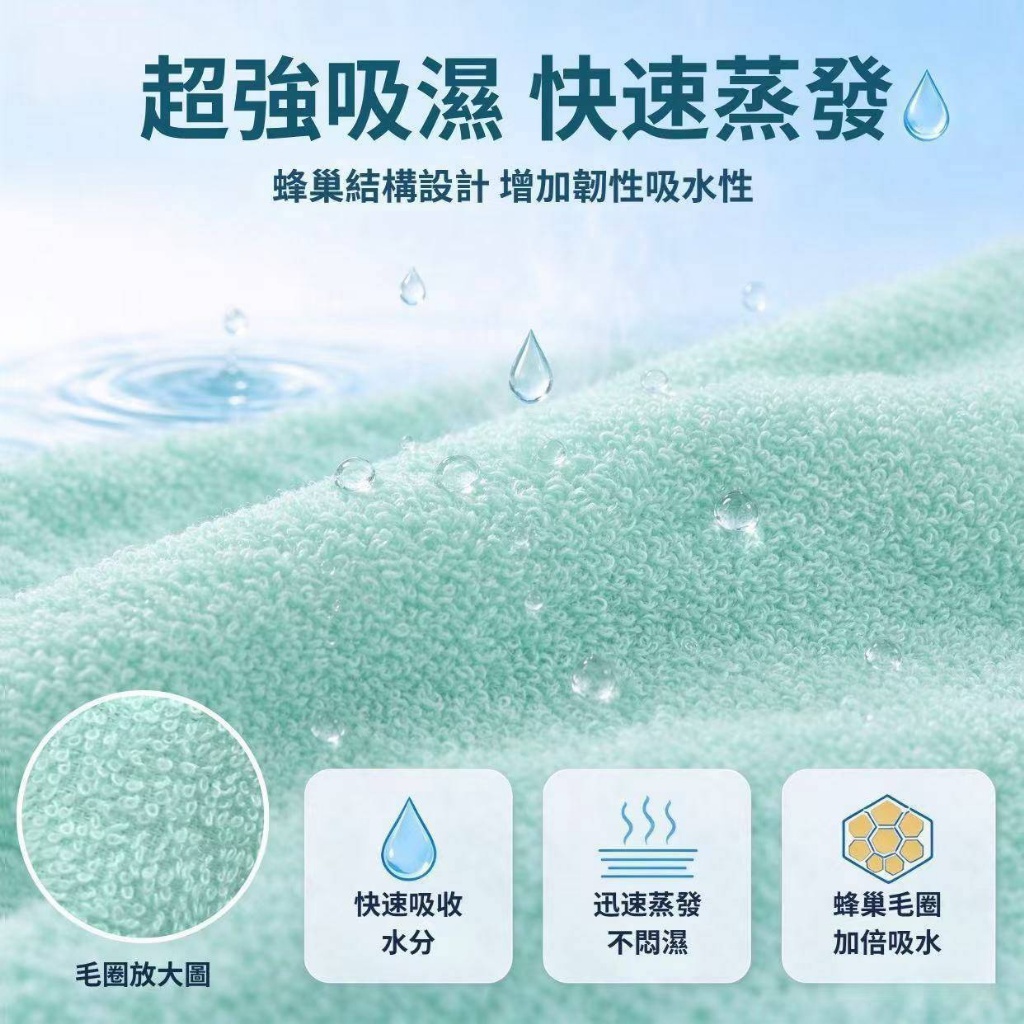 超強吸濕 快速蒸發
蜂巢結構設計 增加韌性吸水性
快速吸收
水分
迅速蒸發
不悶濕
蜂巢毛圈
加倍吸水
毛圈放大圖